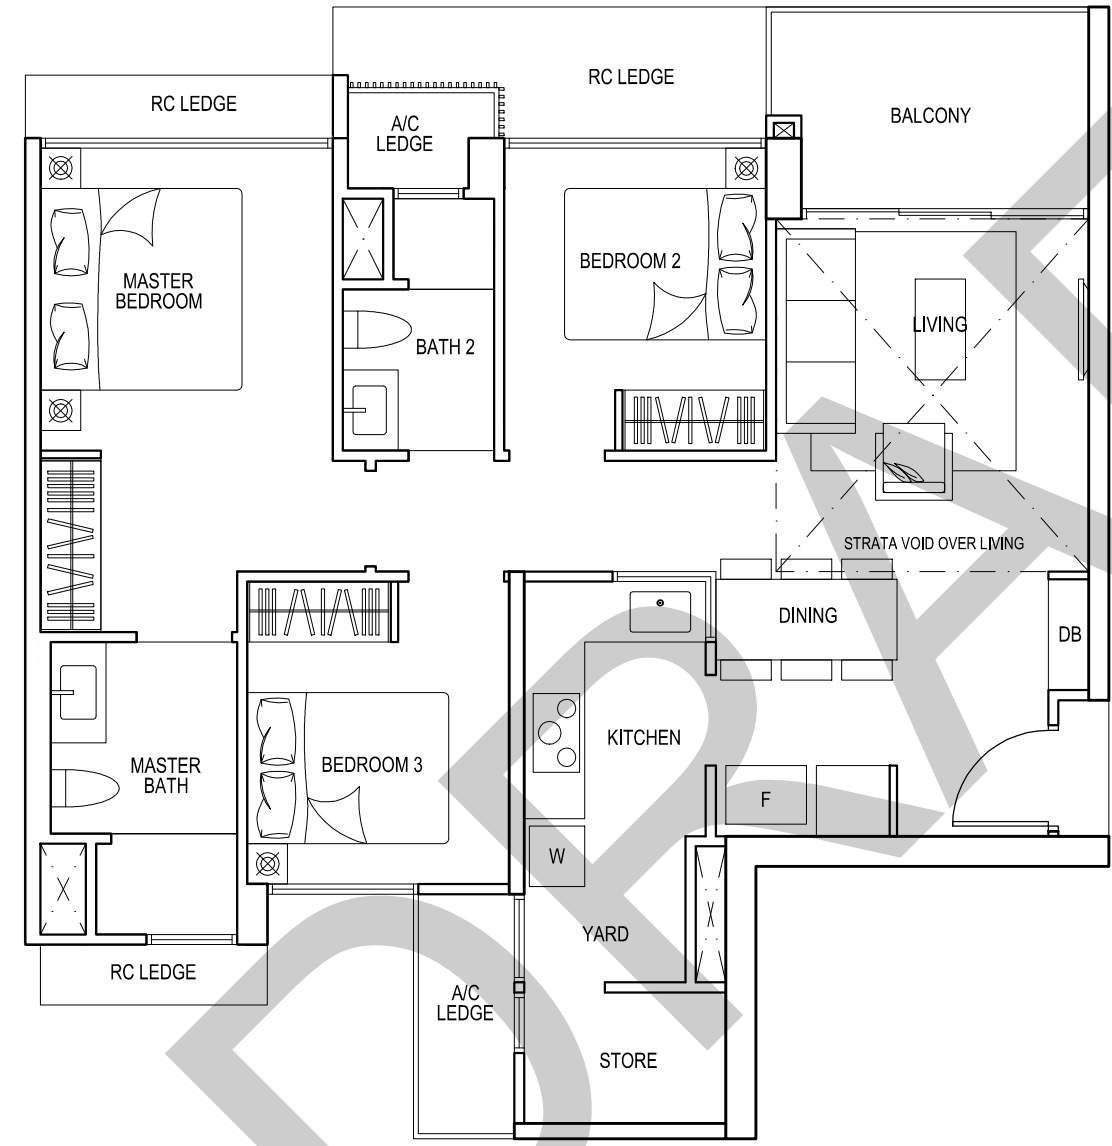 RC LEDGE
RC LEDGE
BALCONY
A/C
LEDGE
MASTER
BEDROOM
BEDROOM 2
LIVING
BATH 2
STRATA VOID OVER LIVING
DINING
DB
KITCHEN
MASTER
BATH
BEDROOM 3
F
W
YARD
RC LEDGE
A/C
LEDGE
STORE
DRAF